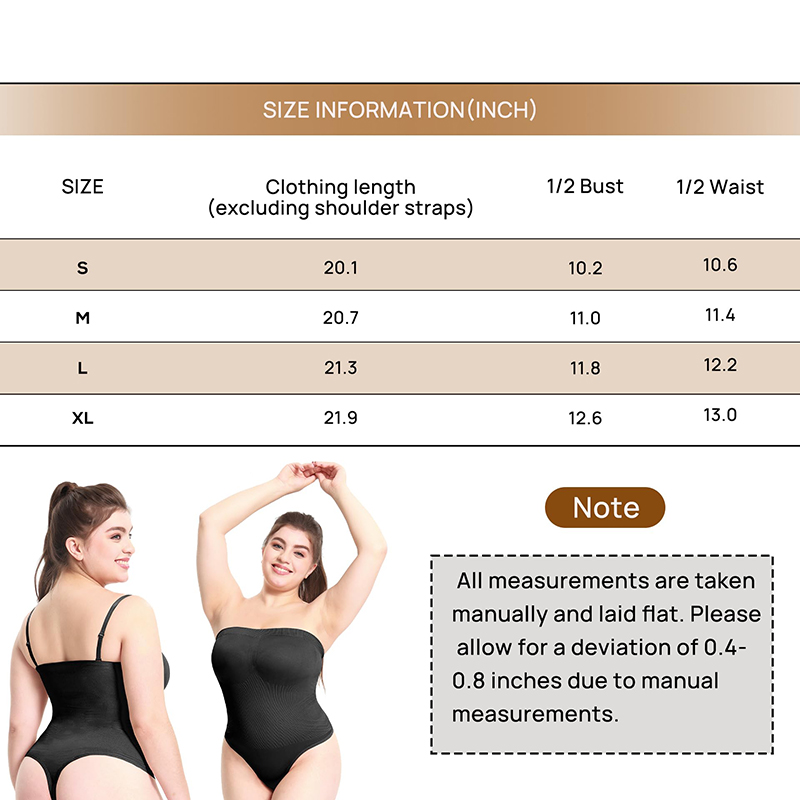 SIZE INFORMATION(INCH)
SIZE Clothing length 1/2 Bust 1/2 Waist
(excluding shoulder straps)
S 20.1 10.2 10.6
M 20.7 11.0 11.4
L 21.3 11.8 12.2
XL 21.9 12.6 13.0
Note
All measurements are taken
manually and laid flat. Please
allow for a deviation of 0.4-
0.8 inches due to manual
measurements.